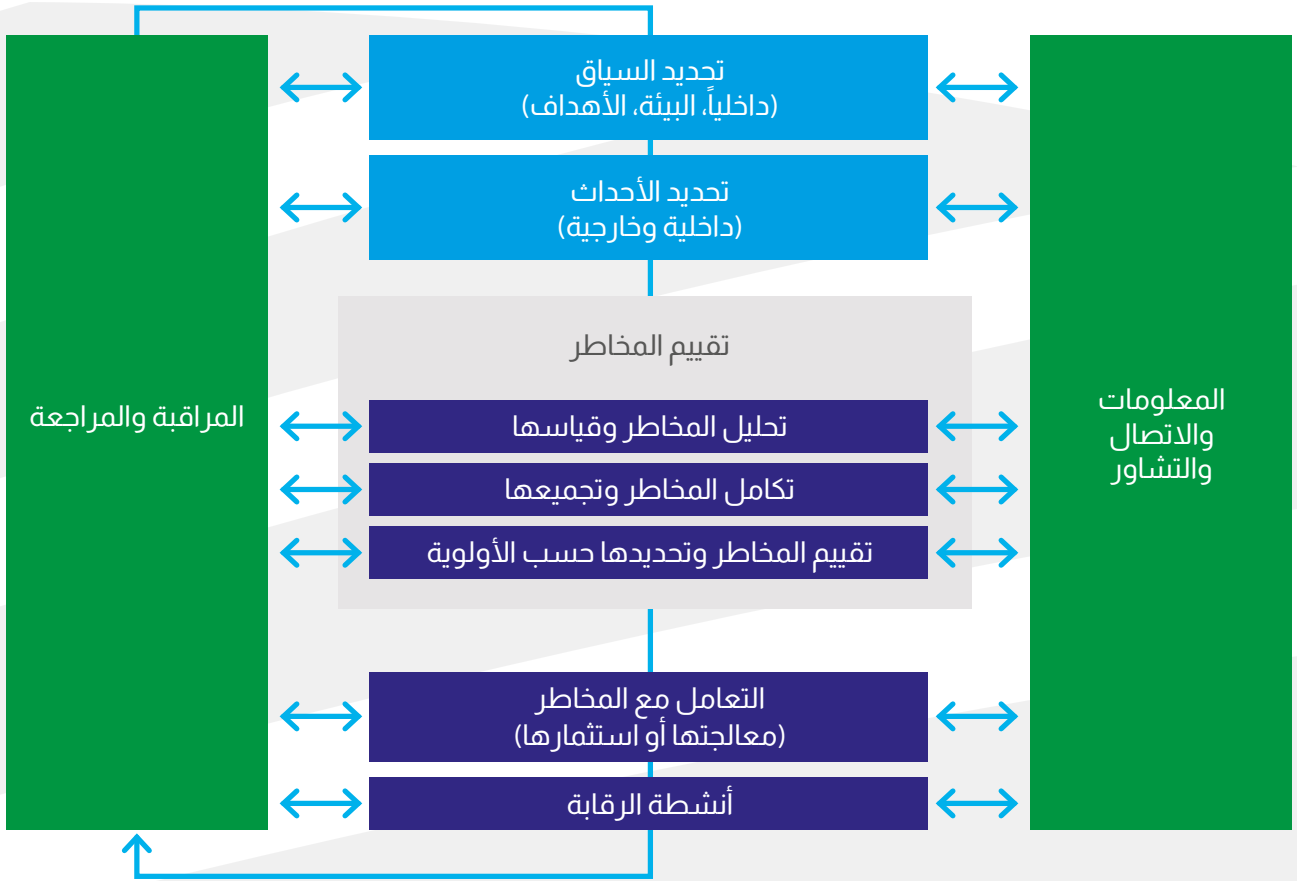 تحديد السياق
(داخلياً، البيئة، الأهداف)
تحديد الأحداث
(داخلية وخارجية)
تقييم المخاطر
تحليل المخاطر وقياسها
تكامل المخاطر وتجميعها
تقييم المخاطر وتحديدها حسب الأولوية
التعامل مع المخاطر
(معالجتها أو استثمارها)
أنشطة الرقابة
المعلومات
والاتصال
والتشاور
المراقبة والمراجعة